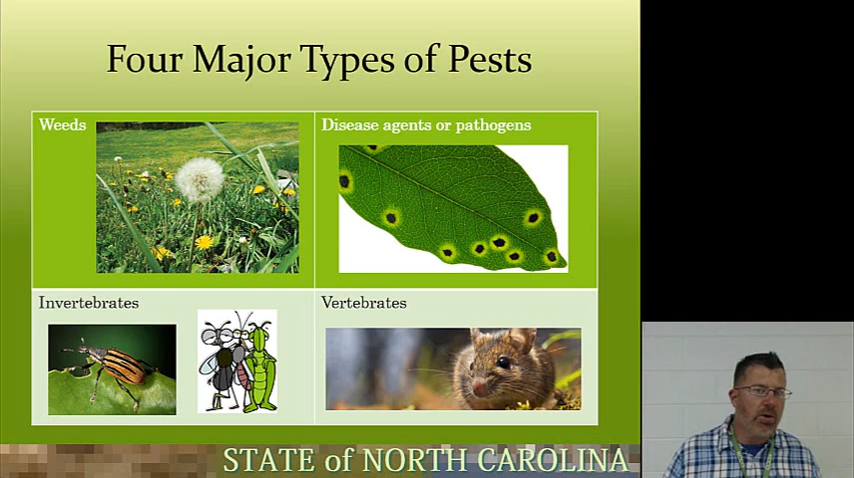 Four Major Types of Pests
Weeds
Disease agents or pathogens
Invertebrates
Vertebrates
STATE of NORTH CAROLINA